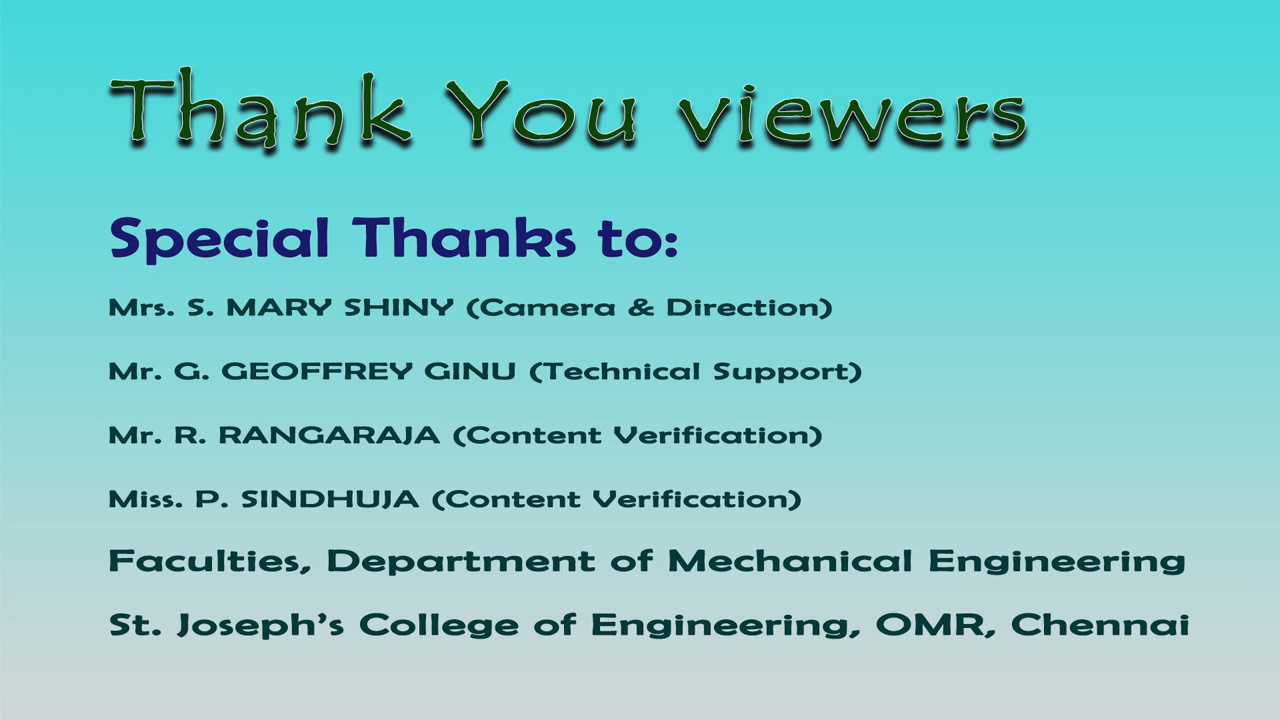 Thank You viewers
Special Thanks to:
Mrs. S. MARY SHINY (Camera & Direction)
Mr. G. GEOFFREY GINU (Technical Support)
Mr. R. RANGARAJA (Content Verification)
Miss. P. SINDHUJA (Content Verification)
Faculties, Department of Mechanical Engineering
St. Joseph’s College of Engineering, OMR, Chennai